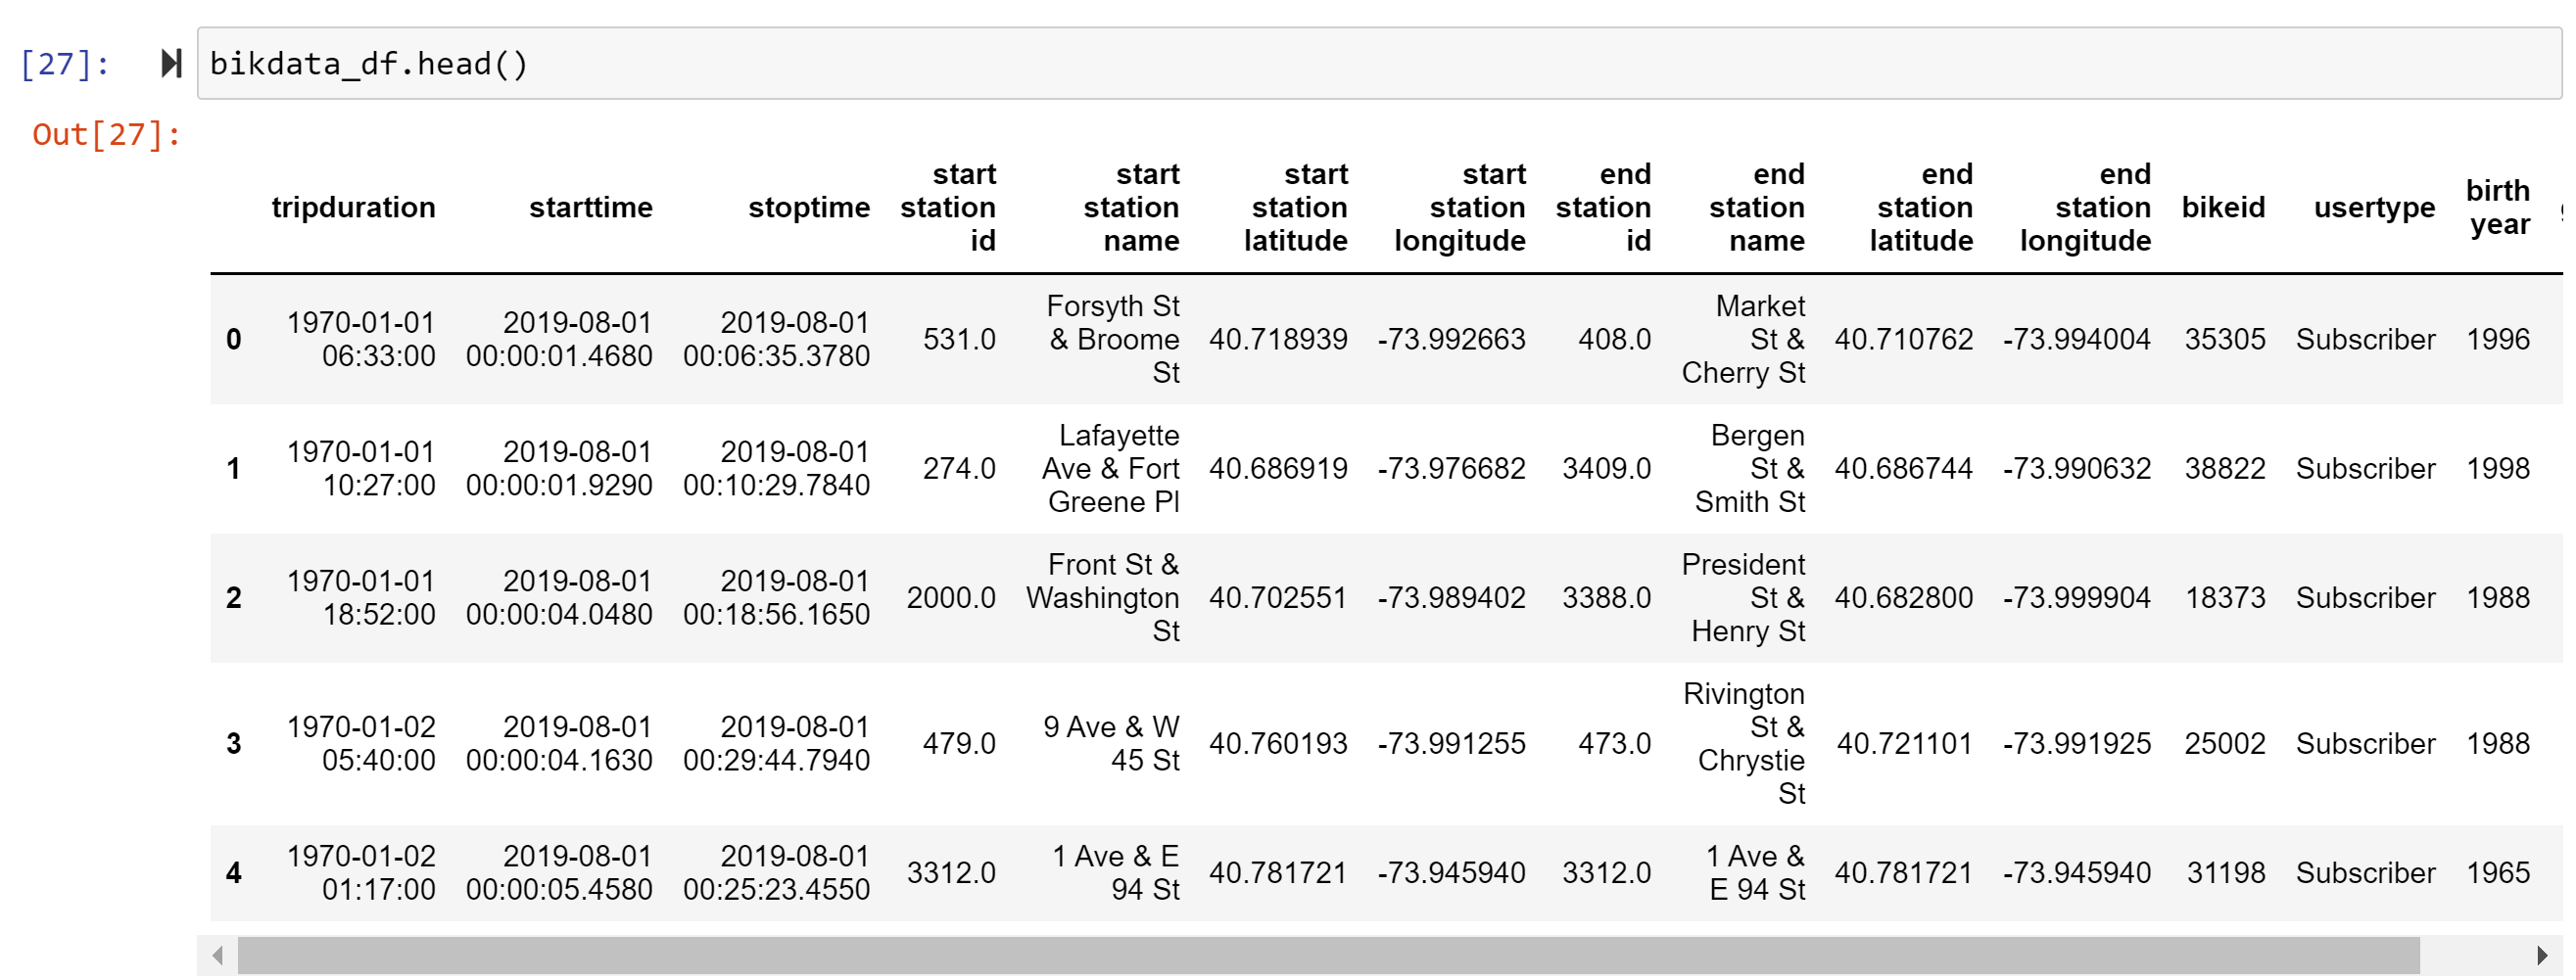 [27]: bikdata_df.head()
Out[27]:
tripduration starttime stoptime start station id start station name start station latitude start station longitude end station id end station name end station latitude end station longitude bikeid usertype birth year
0 1970-01-01 06:33:00 2019-08-01 00:00:01.4680 2019-08-01 00:06:35.3780 531.0 Forsyth St & Broome St 40.718939 -73.992663 408.0 Market St & Cherry St 40.710762 -73.994004 35305 Subscriber 1996
1 1970-01-01 10:27:00 2019-08-01 00:00:01.9290 2019-08-01 00:10:29.7840 274.0 Lafayette Ave & Fort Greene Pl 40.686919 -73.976682 3409.0 Bergen St & Smith St 40.686744 -73.990632 38822 Subscriber 1998
2 1970-01-01 18:52:00 2019-08-01 00:00:04.0480 2019-08-01 00:18:56.1650 2000.0 Front St & Washington St 40.702551 -73.989402 3388.0 President St & Henry St 40.682800 -73.999904 18373 Subscriber 1988
3 1970-01-02 05:40:00 2019-08-01 00:00:04.1630 2019-08-01 00:29:44.7940 479.0 9 Ave & W 45 St 40.760193 -73.991255 473.0 Rivington St & Chrystie St 40.721101 -73.991925 25002 Subscriber 1988
4 1970-01-02 01:17:00 2019-08-01 00:00:05.4580 2019-08-01 00:25:23.4550 3312.0 1 Ave & E 94 St 40.781721 -73.945940 3312.0 1 Ave & E 94 St 40.781721 -73.945940 31198 Subscriber 1965